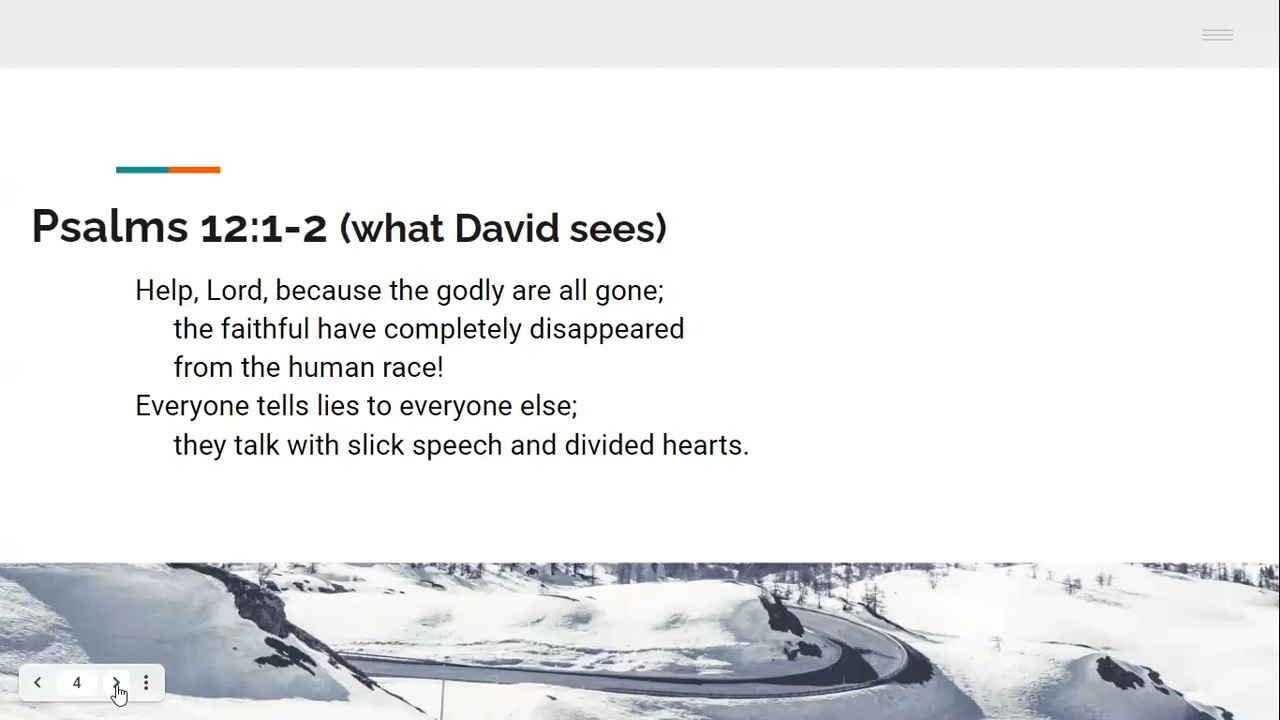 Psalms 12:1-2 (what David sees)
Help, Lord, because the godly are all gone;
the faithful have completely disappeared
from the human race!
Everyone tells lies to everyone else;
they talk with slick speech and divided hearts.
4